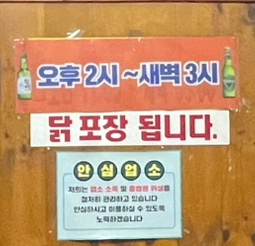 오후 2시 ~새벽 3시
닭 포장 됩니다.
안심업소
저희는 업소 소독 및 종업원 위생을
철저히 관리하고 있습니다
안심하시고 이용하실 수 있도록
노력하겠습니다